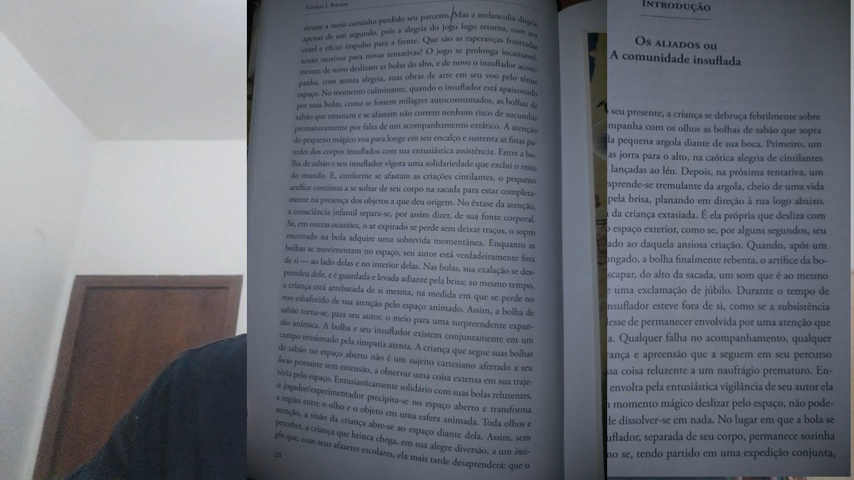 tivesse a meio caminho perdido seu parceiro. Mas a melancolia dispõe
apenas de um segundo, pois a alegria do jogo logo retorna, com seu
cruel e eficaz impulso para a frente. Que são as esperanças frustradas
senão motivos para novas tentativas? O jogo se prolonga incansavel-
mente: de novo deslizam as bolas do alto, e de novo o insuflador acom-
panha, com atenta alegria, suas obras de arte em seu voo pelo tênue
espaço. No momento culminante, quando o insuflador está apaixonado
por suas bolas, como se fossem milagres autoconsumados, as bolhas de
sabão que emanam e se afastam não correm nenhum risco de sucumbir
prematuramente por falta de um acompanhamento extático. A atenção
do pequeno mágico voa para longe em seu encalço e sustenta as finas pa-
redes dos corpos insuflados com sua entusiástica assistência. Entre a bo-
lha de sabão e seu insuflador vigora uma solidariedade que exclui o resto
do mundo. E, conforme se afastam as criações cintilantes, o pequeno
artífice continua a se soltar de seu corpo na sacada para estar completa-
mente na presença dos objetos a que deu origem. No êxtase da atenção,
a consciência infantil separa-se, por assim dizer, de sua fonte corporal.
Se, em outras ocasiões, o ar expirado se perde sem deixar traços, o sopro
encerrado na bola adquire uma sobrevida momentânea. Enquanto as
bolhas se movimentam no espaço, seu autor está verdadeiramente fora
de si — ao lado delas e no interior delas. Nas bolas, sua exalação se des-
prendeu dele, e é guardada e levada adiante pela brisa; ao mesmo tempo,
a criança está arrebatada de si mesma, na medida em que se perde no
voo esbaforido de sua atenção pelo espaço animado. Assim, a bolha de
sabão torna-se, para seu autor, o meio para uma surpreendente expan-
são anímica. A bolha e seu insuflador existem conjuntamente em um
campo tensionado pela simpatia atenta. A criança que segue suas bolhas
de sabão no espaço aberto não é um sujeito cartesiano aferrado a seu
locus pensante sem extensão, a observar uma coisa extensa em sua traje-
tória pelo espaço. Entusiasticamente solidário com suas bolas reluzentes,
o jogador/experimentador precipita-se no espaço aberto e transforma
a região entre o olho e o objeto em uma esfera animada. Toda olhos e
atenção, a visão da criança abre-se ao espaço diante dela. Assim, sem
perceber, a criança que brinca chega, em sua alegre diversão, a um insi-
ght que, com seus afazeres escolares, ela mais tarde desaprenderá: que o
20
Introdução
Os aliados ou
A comunidade insuflada
seu presente, a criança se debruça febrilmente sobre
mpanha com os olhos as bolhas de sabão que sopra
la pequena argola diante de sua boca. Primeiro, um
as jorra para o alto, na caótica alegria de cintilantes
lançadas ao léu. Depois, na próxima tentativa, um
sprende-se tremulante da argola, cheio de uma vida
pela brisa, planando em direção à rua logo abaixo.
da criança extasiada. É ela própria que desliza com
o espaço exterior, como se, por alguns segundos, seu
ado ao daquela ansiosa criação. Quando, após um
ongado, a bolha finalmente rebenta, o artífice da bo-
scapar, do alto da sacada, um som que é ao mesmo
e uma exclamação de júbilo. Durante o tempo de
nsuflador esteve fora de si, como se a subsistência
esse de permanecer envolvida por uma atenção que
a. Qualquer falha no acompanhamento, qualquer
rança e apreensão que a seguem em seu percurso
ssa coisa reluzente a um naufrágio prematuro. En-
envolta pela entusiástica vigilância de seu autor ela
momento mágico deslizar pelo espaço, não pode-
de dissolver-se em nada. No lugar em que a bola se
uflador, separada de seu corpo, permanece sozinha
no se, tendo partido em uma expedição conjunta,